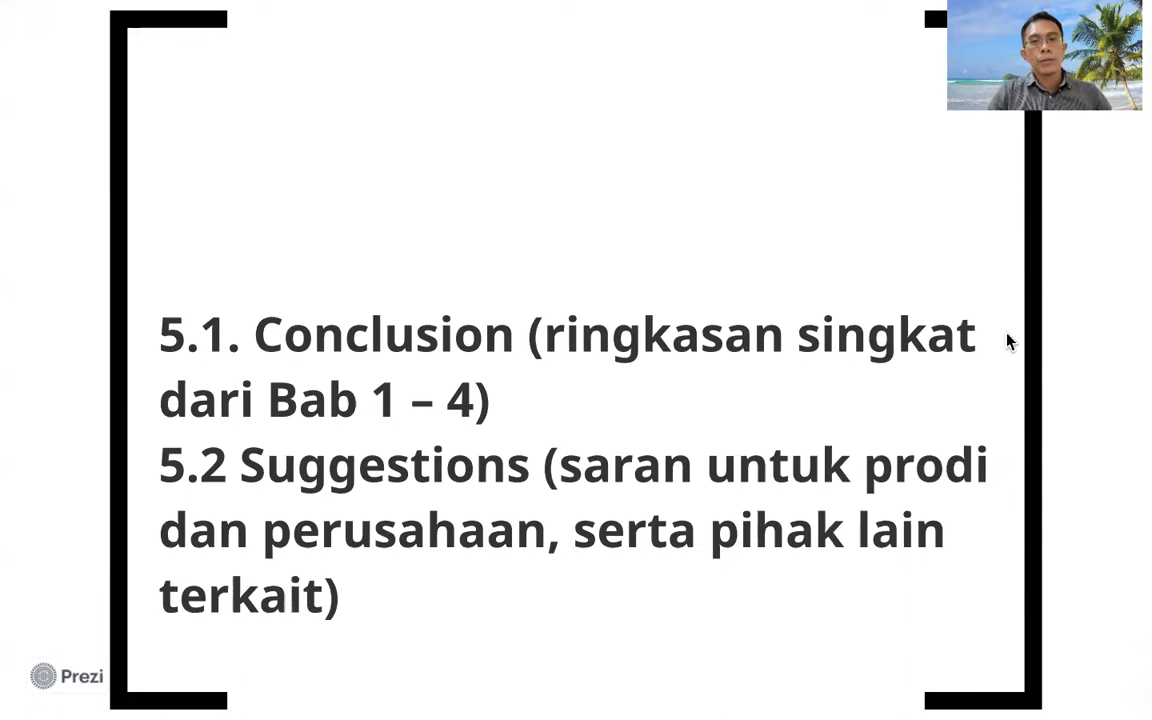 5.1. Conclusion (ringkasan singkat
dari Bab 1 – 4)
5.2 Suggestions (saran untuk prodi
dan perusahaan, serta pihak lain
terkait)
Prezi